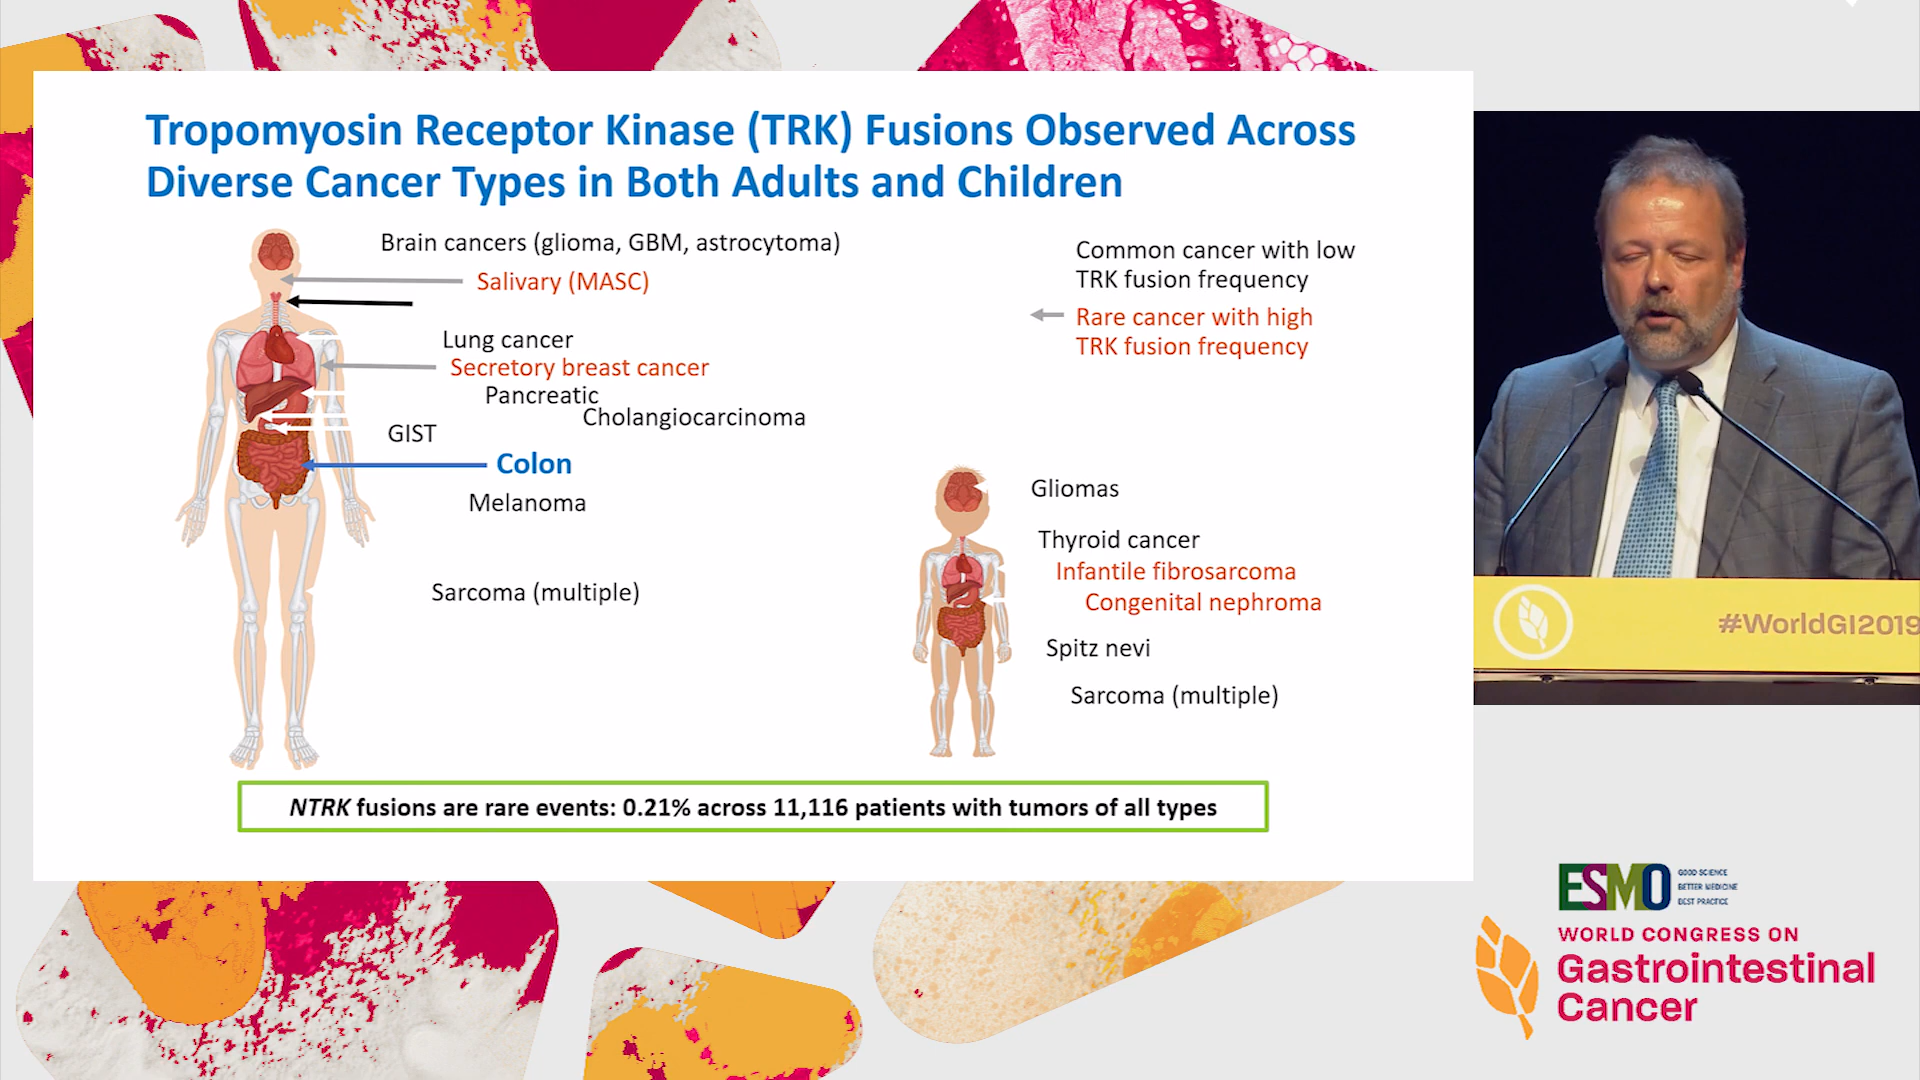 Tropomyosin Receptor Kinase (TRK) Fusions Observed Across
Diverse Cancer Types in Both Adults and Children
Brain cancers (glioma, GBM, astrocytoma)
Salivary (MASC)
Lung cancer
Secretory breast cancer
Pancreatic
Cholangiocarcinoma
GIST
Colon
Melanoma
Sarcoma (multiple)
Common cancer with low
TRK fusion frequency
Rare cancer with high
TRK fusion frequency
Gliomas
Thyroid cancer
Infantile fibrosarcoma
Congenital nephroma
Spitz nevi
Sarcoma (multiple)
NTRK fusions are rare events: 0.21% across 11,116 patients with tumors of all types
#WorldGI2019
ESMO
GOOD SCIENCE
BETTER MEDICINE
BEST PRACTICE
WORLD CONGRESS ON
Gastrointestinal
Cancer